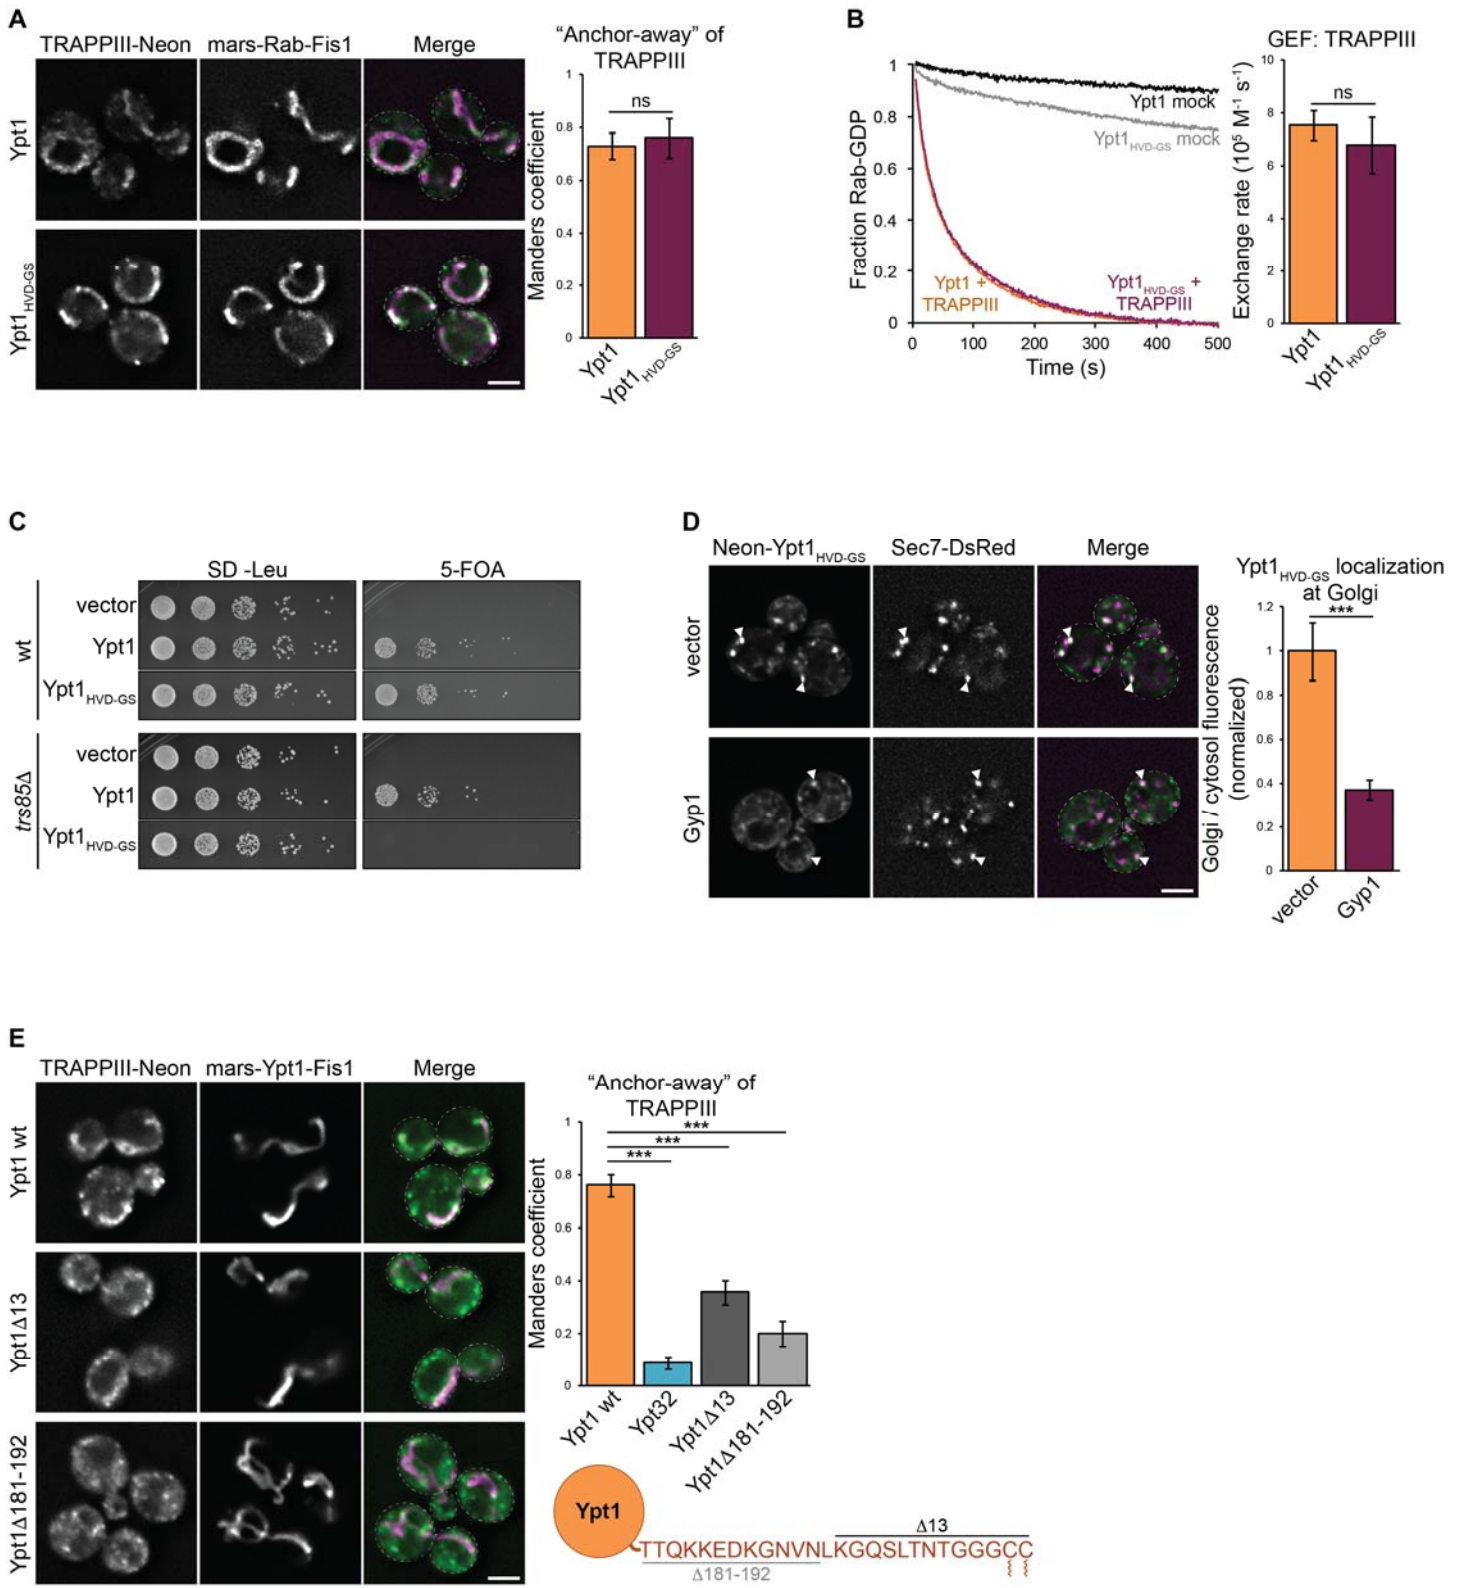 A
TRAPPIII-Neon mars-Rab-Fis1 Merge
Ypt1
Ypt1HVD-GS
“Anchor-away” of
TRAPPIII
Manders coefficient
1
0.8
0.6
0.4
0.2
0
ns
Ypt1
Ypt1HVD-GS
B
Fraction Rab-GDP
1
0.8
0.6
0.4
0.2
0
Ypt1 mock
Ypt1HVD-GS mock
Ypt1 +
TRAPPIII
Ypt1HVD-GS +
TRAPPIII
0 100 200 300 400 500
Time (s)
GEF: TRAPPIII
Exchange rate (10⁵ M⁻¹ s⁻¹)
10
8
6
4
2
0
ns
Ypt1
Ypt1HVD-GS
C
SD -Leu 5-FOA
wt
vector
Ypt1
Ypt1HVD-GS
trs85Δ
vector
Ypt1
Ypt1HVD-GS
D
Neon-Ypt1HVD-GS Sec7-DsRed Merge
vector
Gyp1
Ypt1HVD-GS localization
at Golgi
Golgi / cytosol fluorescence
(normalized)
1.2
1
0.8
0.6
0.4
0.2
0
***
vector
Gyp1
E
TRAPPIII-Neon mars-Ypt1-Fis1 Merge
Ypt1 wt
Ypt1Δ13
Ypt1Δ181-192
“Anchor-away” of
TRAPPIII
Manders coefficient
1
0.8
0.6
0.4
0.2
0
***
***
***
Ypt1 wt
Ypt32
Ypt1Δ13
Ypt1Δ181-192
Ypt1
Δ13
TTQKKEDKGNVNLKGQSLTNTGGGCC
Δ181-192